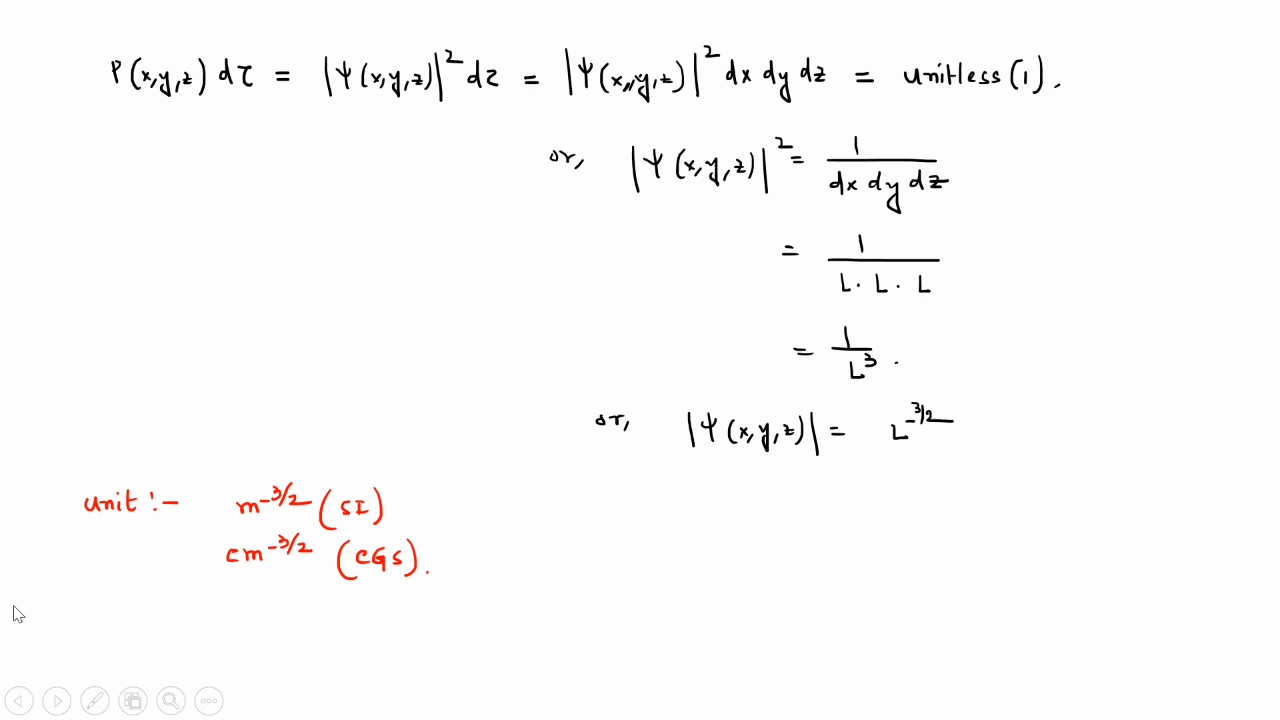 P(x,y,z) dτ = |Ψ(x,y,z)|² dτ = |Ψ(x,y,z)|² dx dy dz = unitless (1).
or, |Ψ(x,y,z)|² = 1 / dx dy dz
= 1 / L. L. L
= 1 / L³ .
or, |Ψ(x,y,z)| = L^-3/2
unit :- m^-3/2 (SI)
cm^-3/2 (CGS).